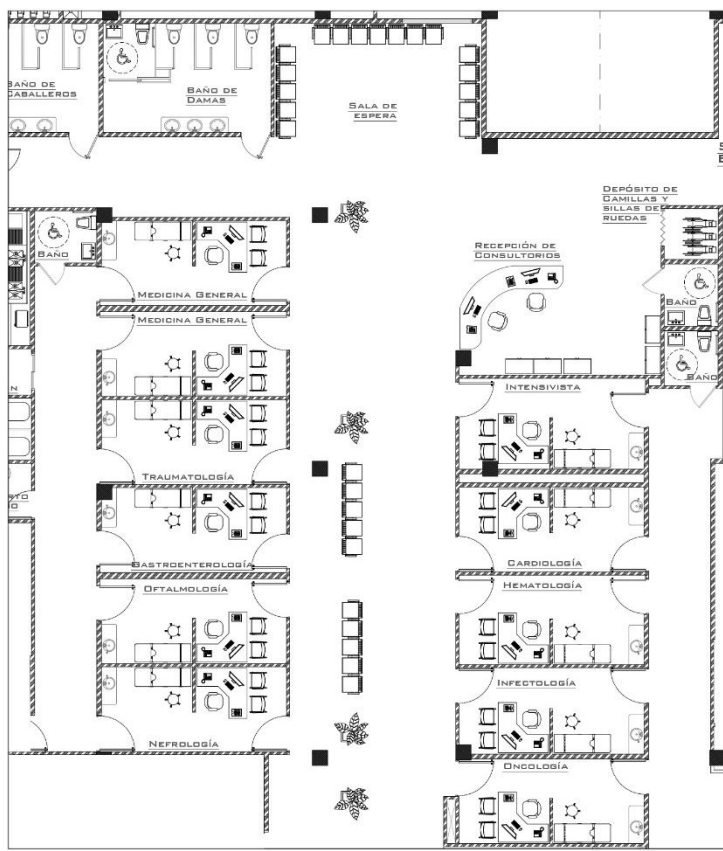 BAÑO DE
CABALLEROS
BAÑO DE
DAMAS
SALA DE
ESPERA
DEPÓSITO DE
CAMILLAS Y
SILLAS DE
RUEDAS
BAÑO
RECEPCIÓN DE
CONSULTORIOS
MEDICINA GENERAL
BAÑO
MEDICINA GENERAL
BAÑO
INTENSIVISTA
TRAUMATOLOGÍA
GASTROENTEROLOGÍA
CARDIOLOGÍA
OFTALMOLOGÍA
HEMATOLOGÍA
INFECTOLOGÍA
NEFROLOGÍA
ONCOLOGÍA